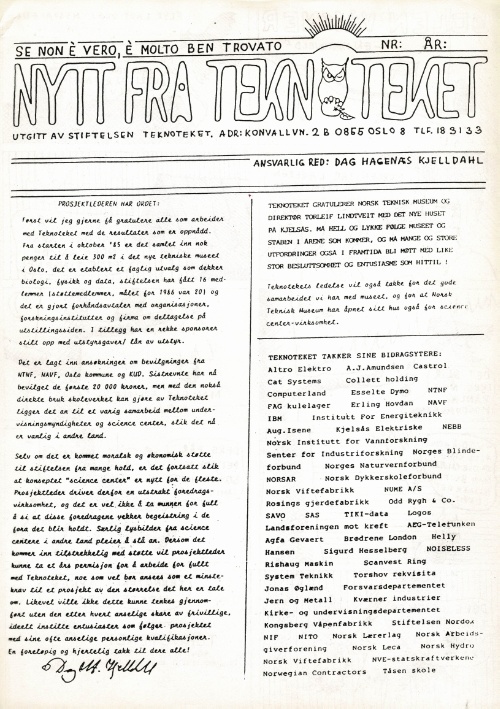 SE NON È VERO, È MOLTO BEN TROVATO NR: ÅR:
NYTT FRA TEKNOTEKET
UTGITT AV STIFTELSEN TEKNOTEKET. ADR: KONVALLVN. 2 B 0855 OSLO 8 TLF. 18 31 33
ANSVARLIG RED: DAG HAGENÆS KJELLDAHL
PROSJEKTLEDEREN HAR ORDET:
Først vil jeg gjerne få gratulere alle som arbeider
med Teknoteket med de resultater som er oppnådd.
Fra starten i oktober '85 er det samlet inn nok
penger til å leie 300 m2 i det nye tekniske museet
i Oslo, det er etablert et faglig utvalg som dekker
biologi, fysikk og data, stiftelsen har fått 16 med-
lemmer (støttemedlemmer, målet for 1986 var 20) og
det er gjort forhåndsavtaler med organisasjoner,
forskningsinstitutter og firma om deltagelse på
utstillingssiden. I tillegg har en rekke sponsorer
stilt opp med utstyrsgaver/ lån av utstyr.
Det er lagt inn ansøkninger om bevilgninger fra
NTNF, NAVF, Oslo kommune og KUD. Sistnevnte har nå
bevilget de første 20 000 kroner, men med den nokså
direkte bruk skoleverket kan gjøre av Teknoteket
ligger det an til et varig samarbeid mellom under-
visningsmyndigheter og science center, slik det nå
er vanlig i andre land.
Selv om det er kommet moralsk og økonomisk støtte
til stiftelsen fra mange hold, er det fortsatt slik
at konseptet "science center" er nytt for de fleste.
Prosjektleder driver derfor en utstrakt foredrags-
virksomhet, og det er vel ikke å ta munnen for full
å si at disse foredragene vekker begeistring i de
fora det blir holdt. Særlig lysbilder fra science
centere i andre land pleier å slå an. Dersom det
kommer inn tilstrekkelig med støtte vil prosjektleder
kunne ta et års permisjon for å arbeide for fullt
med Teknoteket, noe som vel bør ansees som et minste-
krav til et prosjekt av den størrelse det her er tale
om. Likevel ville ikke dette kunne tenkes gjennom-
ført uten den etter hvert anselige skare av frivillige,
ideelt innstilte entusiaster som følger prosjektet
med sine ofte anselige personlige kvalifikasjoner.
En foreløpig og hjertelig takk til dere alle!
TEKNOTEKET GRATULERER NORSK TEKNISK MUSEUM OG
DIREKTØR TORLEIF LINDTVEIT MED DET NYE HUSET
PÅ KJELSÅS. MÅ HELL OG LYKKE FØLGE MUSEET OG
STABEN I ÅRENE SOM KOMMER, OG MÅ MANGE OG STORE
UTFORDRINGER OGSÅ I FRAMTIDA BLI MØTT MED LIKE
STOR BESLUTTSOMHET OG ENTUSIASME SOM HITTIL !
Teknotekets ledelse vil også takke for det gode
samarbeidet vi har med museet, og for at Norsk
Teknisk Museum har åpnet sitt hus også for science
center-virksomhet.
TEKNOTEKET TAKKER SINE BIDRAGSYTERE:
Altro Elektro A.J.Amundsen Castrol
Cat Systems Collett holding
Computerland Esselte Dymo NTNF
FAG kulelager Erling Hovdan NAVF
IBM Institutt For Energiteknikk
Aug.Isene Kjelsås Elektriske NEBB
Norsk Institutt for Vannforskning
Senter for Industriforskning Norges Blinde-
forbund Norges Naturvernforbund
NORSAR Norsk Dykkerskoleforbund
Norsk Viftefabrikk NUME A/S
Rosings gjerdefabrikk Odd Rygh & Co.
SAVO SAS TIKI-data Logos
Landsforeningen mot kreft AEG-Telefunken
Agfa Gevaert Brødrene London Helly
Hansen Sigurd Hesselberg NOISELESS
Rishaug Maskin Scanvest Ring
System Teknikk Torshov rekvisita
Jonas Øglænd Forsvarsdepartementet
Jern og Metall Kværner industrier
Kirke- og undervisningsdepartementet
Kongsberg Våpenfabrikk Stiftelsen Nordox
NIF NITO Norsk Lærerlag Norsk Arbeids-
giverforening Norsk Leca Norsk Hydro
Norsk Viftefabrikk NVE-statskraftverkene
Norwegian Contractors Tåsen skole